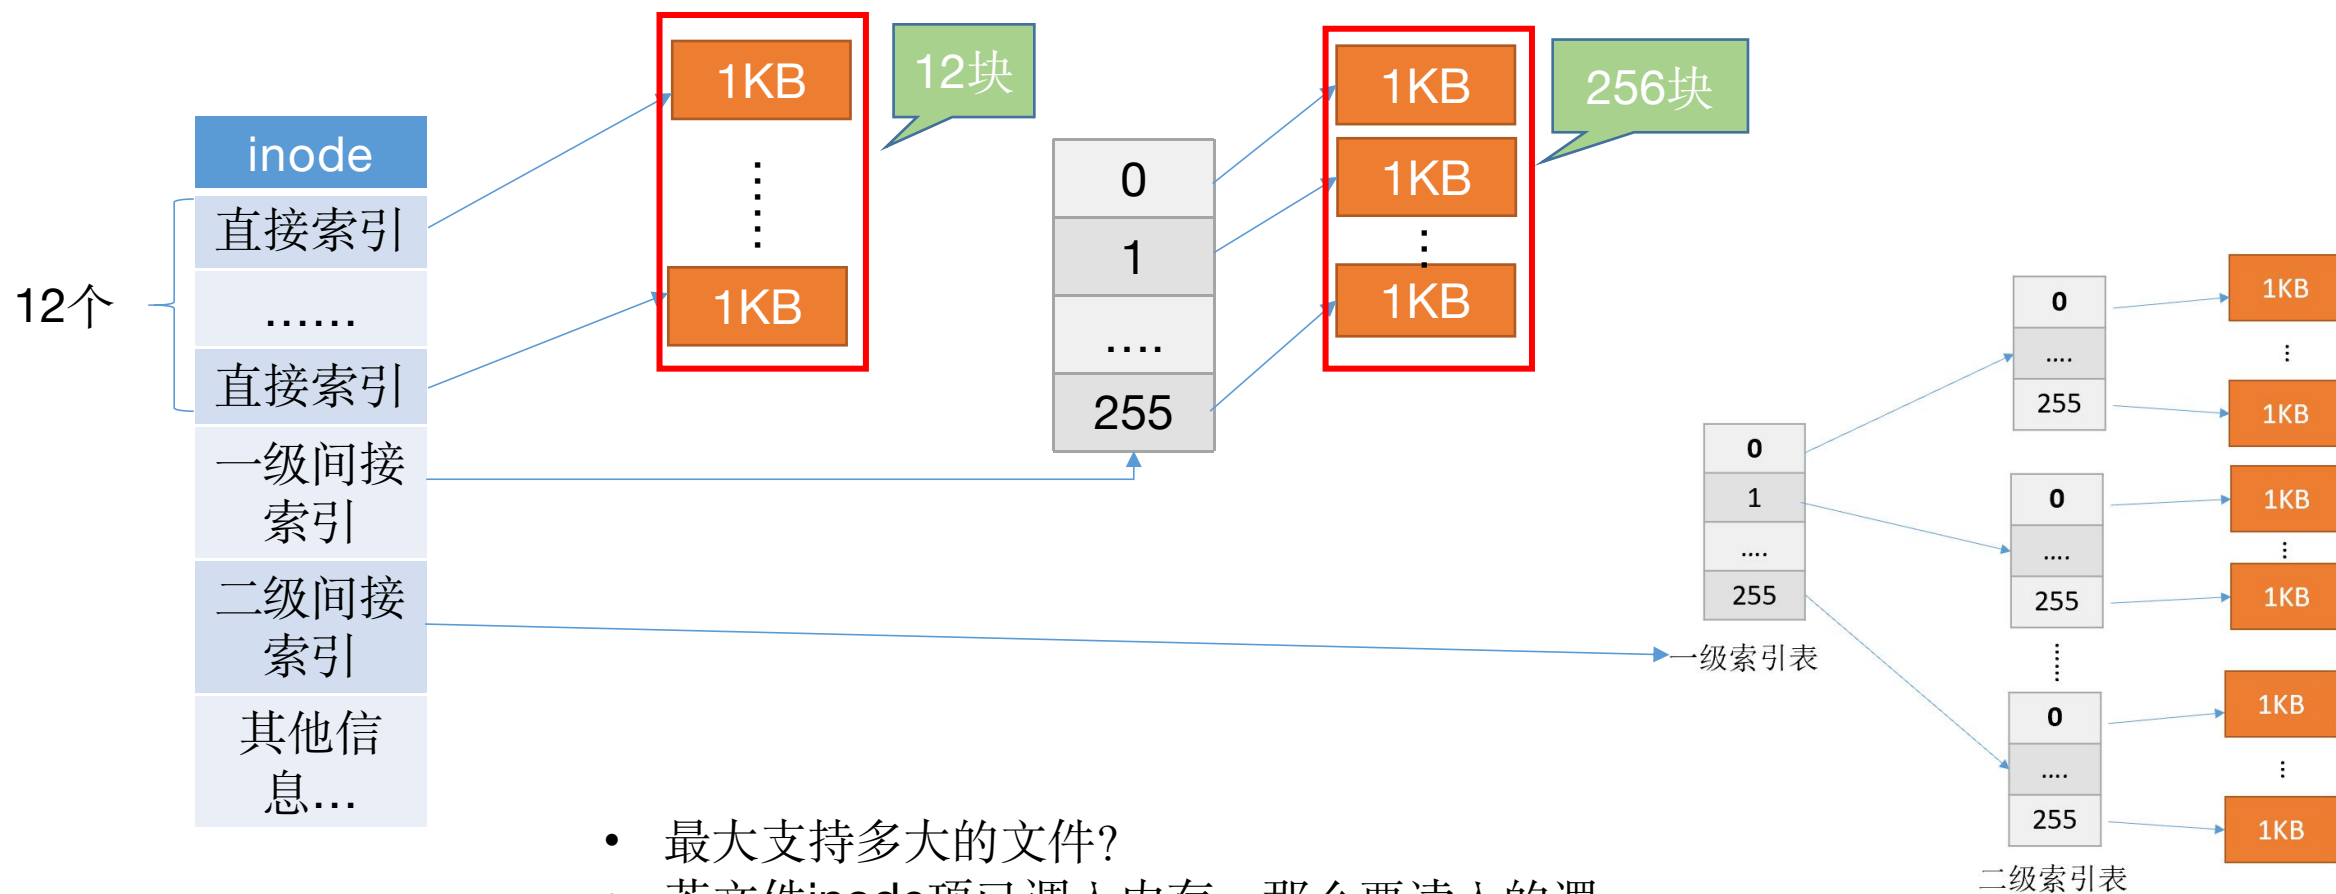 inode
直接索引
……
直接索引
一级间接
索引
二级间接
索引
其他信
息…
12个
1KB
1KB
12块
0
1
….
255
1KB
1KB
1KB
256块
0
1
….
255
一级索引表
0
….
255
0
….
255
0
….
255
二级索引表
1KB
1KB
1KB
1KB
1KB
1KB
• 最大支持多大的文件?